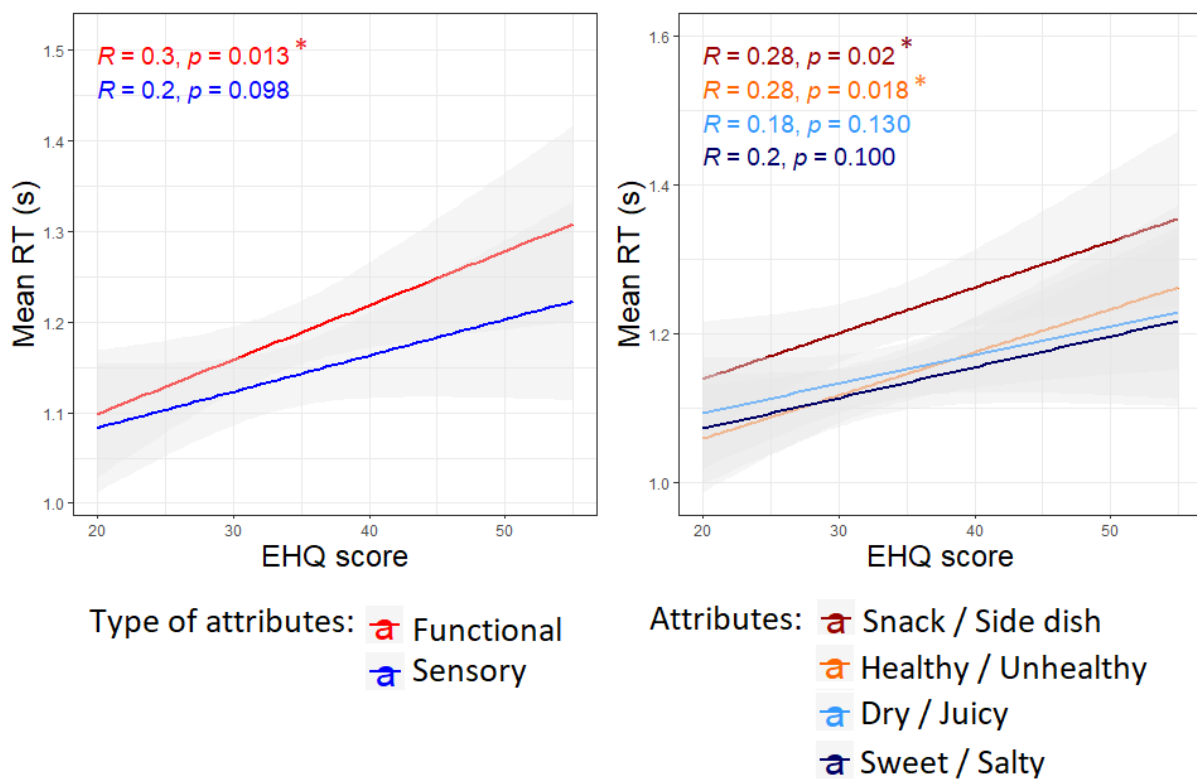 R = 0.3, p = 0.013 *
R = 0.2, p = 0.098
1.5
1.4
1.3
1.2
1.1
1.0
Mean RT (s)
20 30 40 50
EHQ score
Type of attributes:
a Functional
a Sensory
R = 0.28, p = 0.02 *
R = 0.28, p = 0.018 *
R = 0.18, p = 0.130
R = 0.2, p = 0.100
1.6
1.4
1.2
1.0
Mean RT (s)
20 30 40 50
EHQ score
Attributes:
a Snack / Side dish
a Healthy / Unhealthy
a Dry / Juicy
a Sweet / Salty